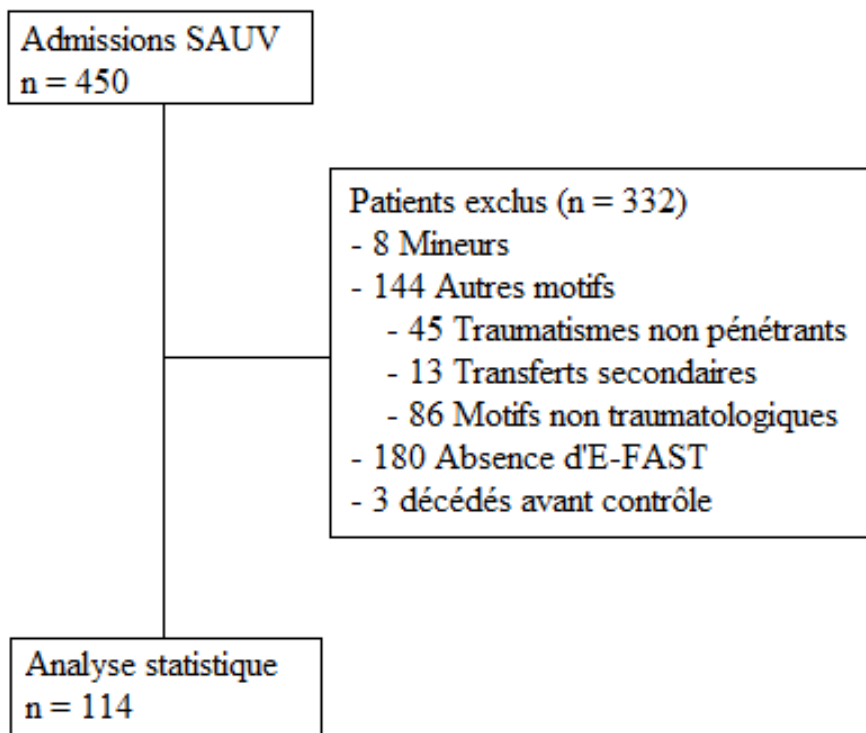 Admissions SAUV
n = 450
Patients exclus (n = 332)
- 8 Mineurs
- 144 Autres motifs
- 45 Traumatismes non pénétrants
- 13 Transferts secondaires
- 86 Motifs non traumatologiques
- 180 Absence d'E-FAST
- 3 décédés avant contrôle
Analyse statistique
n = 114